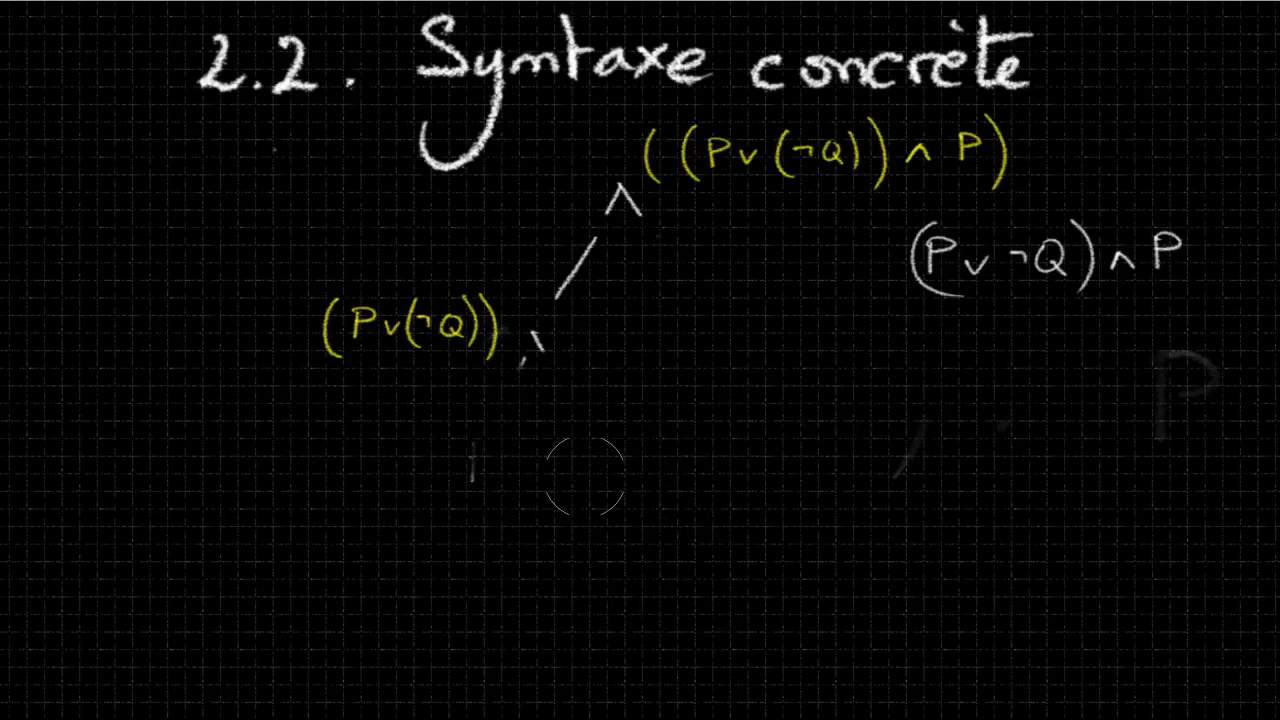 2.2. Syntaxe concrète
((P∨(¬Q))∧P)
∧
(P∨¬Q)∧P
(P∨(¬Q))
P